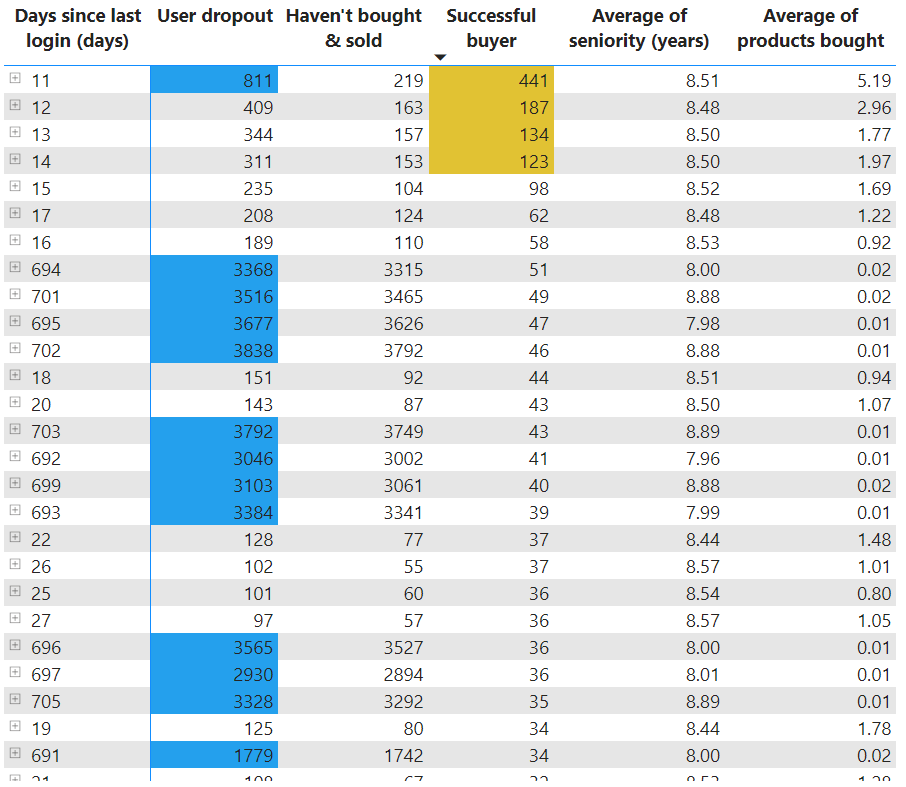 Days since last login (days) User dropout Haven't bought & sold Successful buyer Average of seniority (years) Average of products bought
11 811 219 441 8.51 5.19
12 409 163 187 8.48 2.96
13 344 157 134 8.50 1.77
14 311 153 123 8.50 1.97
15 235 104 98 8.52 1.69
17 208 124 62 8.48 1.22
16 189 110 58 8.53 0.92
694 3368 3315 51 8.00 0.02
701 3516 3465 49 8.88 0.02
695 3677 3626 47 7.98 0.01
702 3838 3792 46 8.88 0.01
18 151 92 44 8.51 0.94
20 143 87 43 8.50 1.07
703 3792 3749 43 8.89 0.01
692 3046 3002 41 7.96 0.01
699 3103 3061 40 8.88 0.02
693 3384 3341 39 7.99 0.01
22 128 77 37 8.44 1.48
26 102 55 37 8.57 1.01
25 101 60 36 8.54 0.80
27 97 57 36 8.57 1.05
696 3565 3527 36 8.00 0.01
697 2930 2894 36 8.01 0.01
705 3328 3292 35 8.89 0.01
19 125 80 34 8.44 1.78
691 1779 1742 34 8.00 0.02